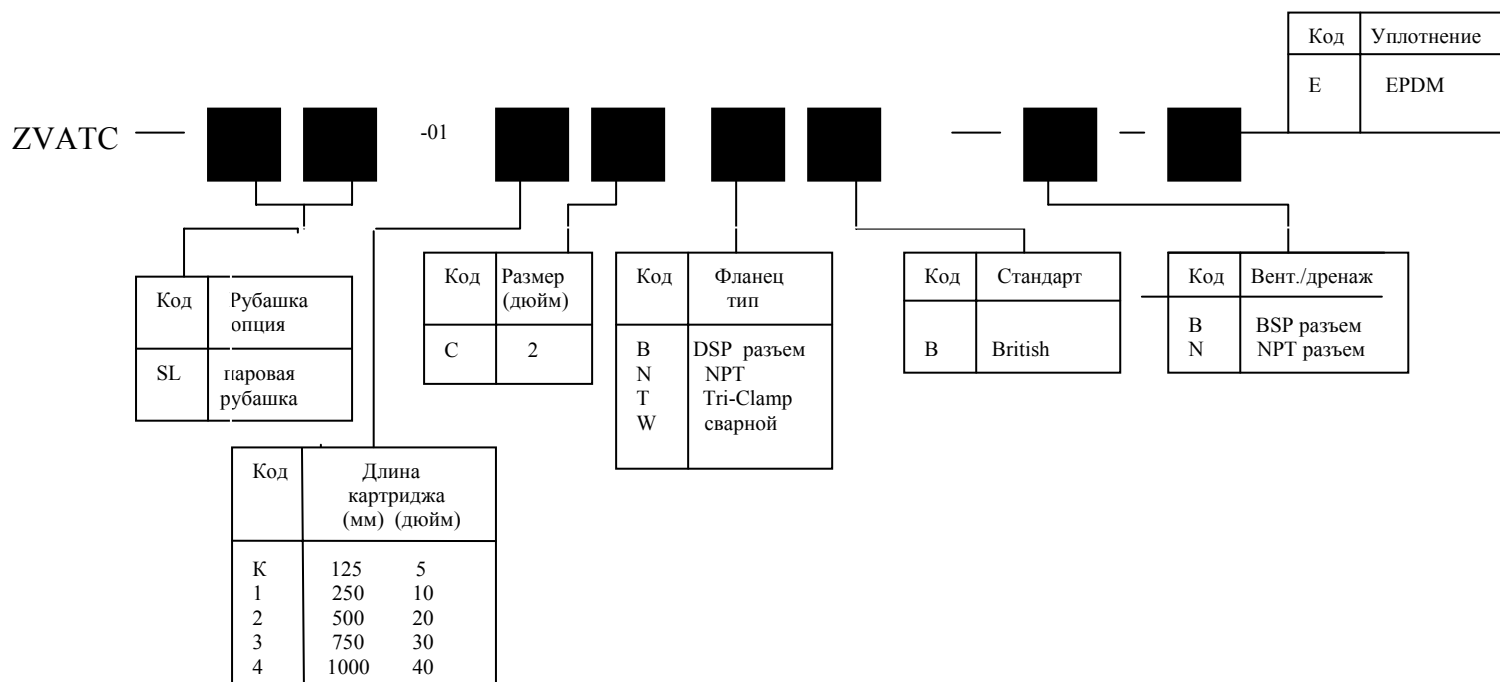 Код Уплотнение
E EPDM
ZVATC — -01 — -
Код Рубашка
опция
SL паровая
рубашка
Код Размер
(дюйм)
C 2
Код Фланец
тип
B DSP разъем
N NPT
T Tri-Clamp
W сварной
Код Стандарт
B British
Код Вент./дренаж
B BSP разъем
N NPT разъем
Код Длина
картриджа
(мм) (дюйм)
К 125 5
1 250 10
2 500 20
3 750 30
4 1000 40